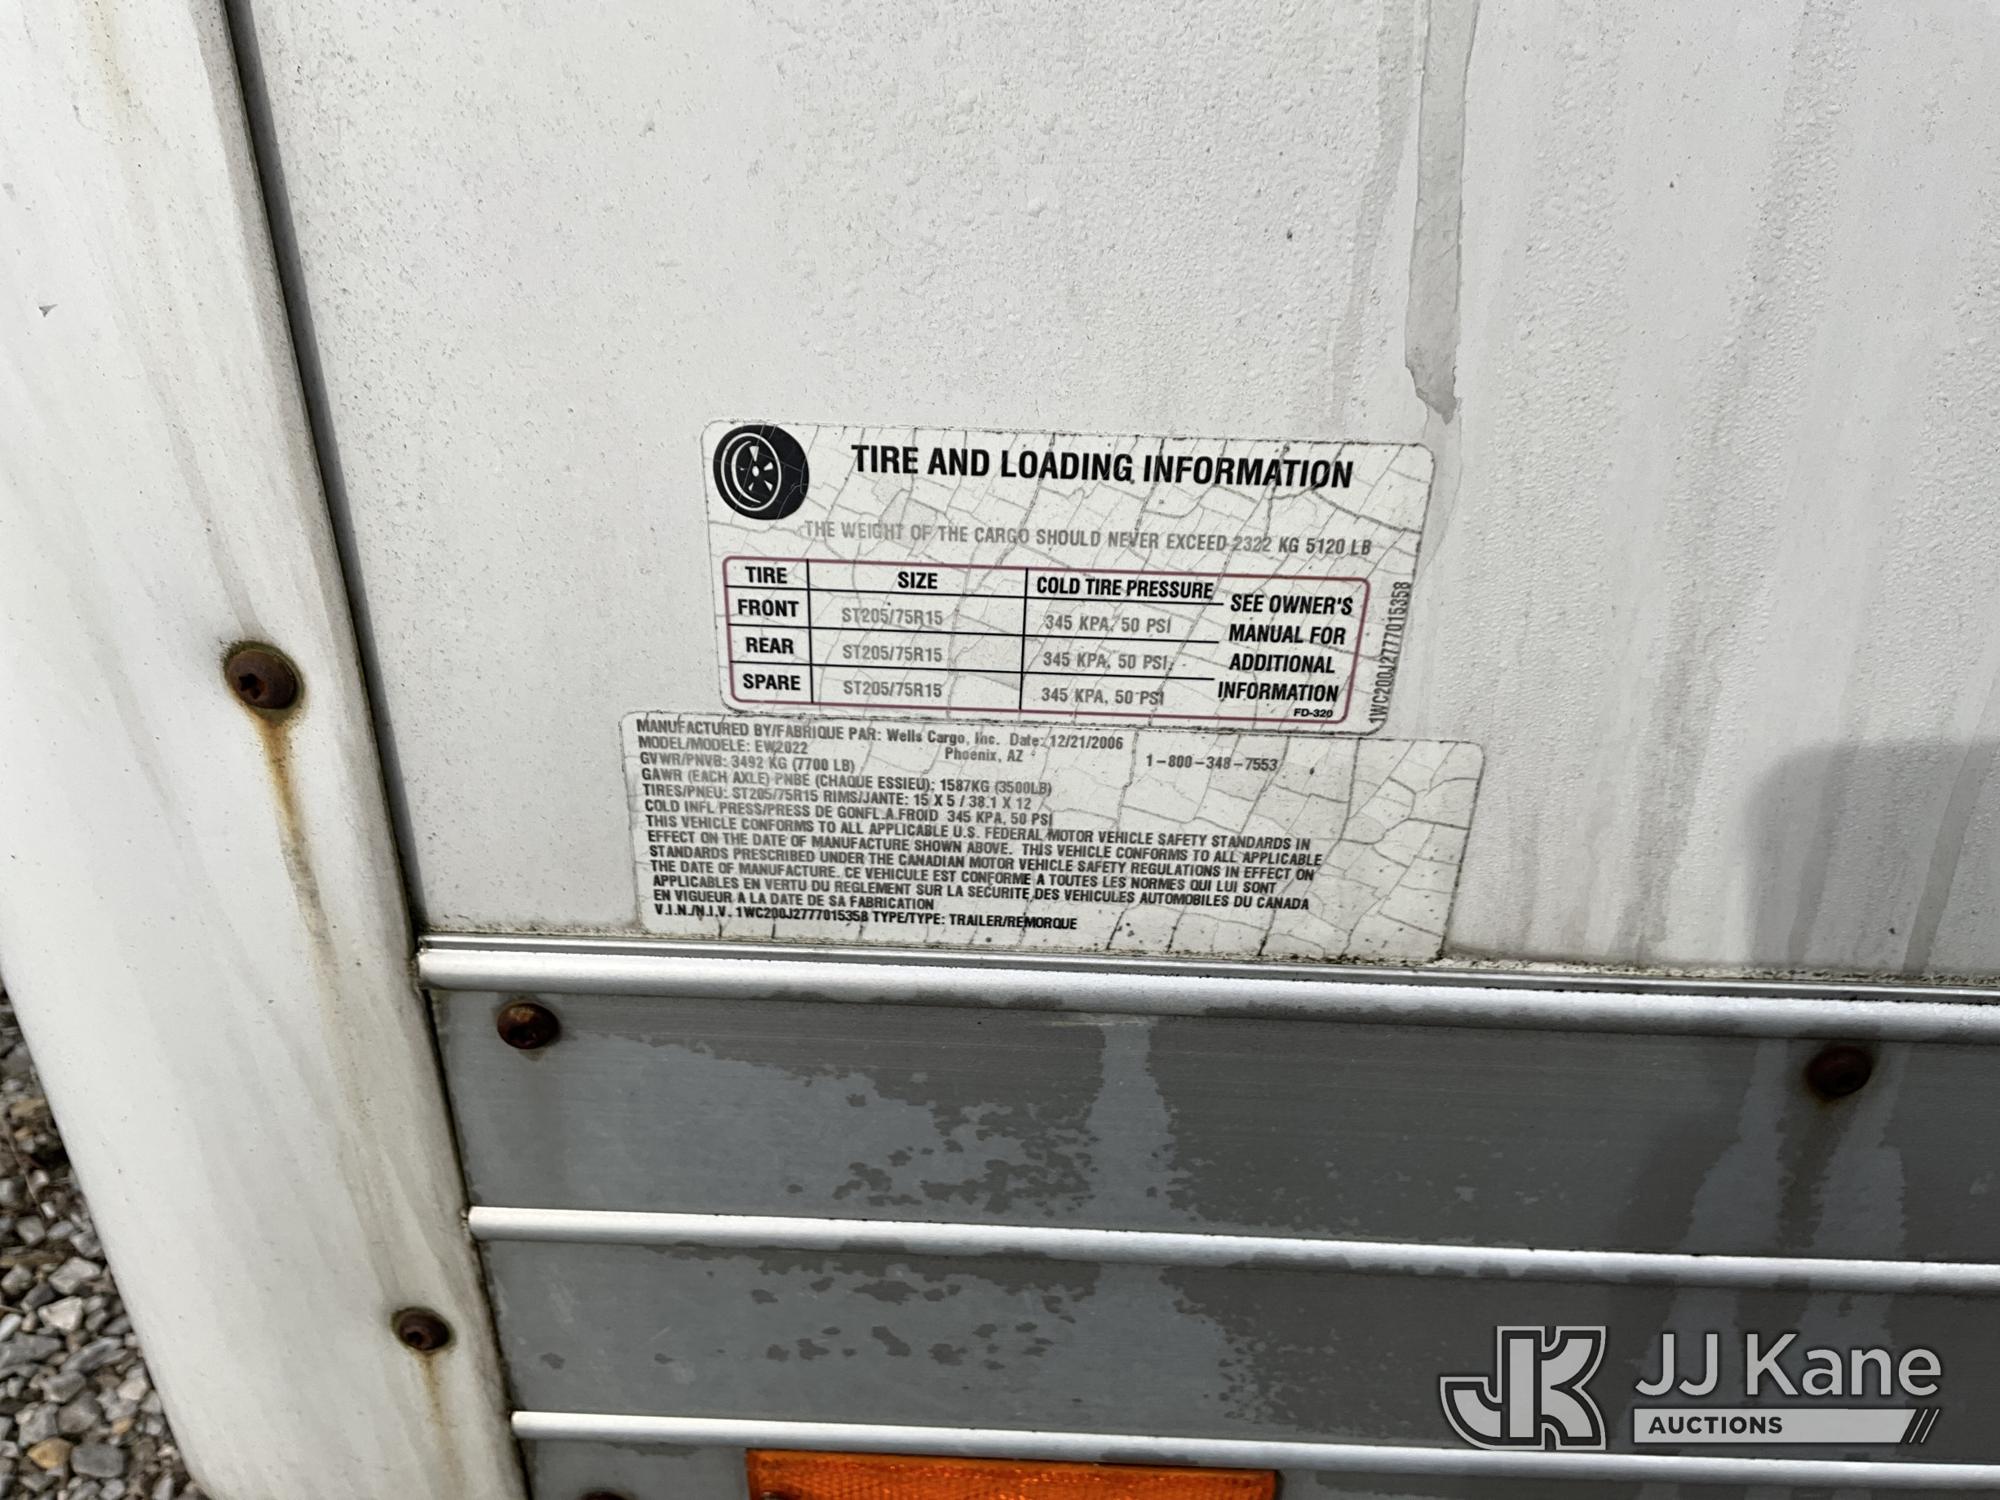 TIRE AND LOADING INFORMATION
THE WEIGHT OF THE CARGO SHOULD NEVER EXCEED 2322 KG 5120 LB
TIRE SIZE COLD TIRE PRESSURE
FRONT ST205/75R15 345 KPA, 50 PSI
REAR ST205/75R15 345 KPA, 50 PSI
SPARE ST205/75R15 345 KPA, 50 PSI
SEE OWNER'S
MANUAL FOR
ADDITIONAL
INFORMATION
FD-320
1WC200J2777015358
MANUFACTURED BY/FABRIQUE PAR: Wells Cargo, Inc. Date: 12/21/2006
MODEL/MODELE: EW2022 Phoenix, AZ 1-800-348-7553
GVWR/PNVB: 3492 KG (7700 LB)
GAWR (EACH AXLE) PNBE (CHAQUE ESSIEU): 1587KG (3500LB)
TIRES/PNEU: ST205/75R15 RIMS/JANTE: 15 X 5 / 38.1 X 12
COLD INFL PRESS/PRESS DE GONFL.A.FROID 345 KPA, 50 PSI
THIS VEHICLE CONFORMS TO ALL APPLICABLE U.S. FEDERAL MOTOR VEHICLE SAFETY STANDARDS IN
EFFECT ON THE DATE OF MANUFACTURE SHOWN ABOVE. THIS VEHICLE CONFORMS TO ALL APPLICABLE
STANDARDS PRESCRIBED UNDER THE CANADIAN MOTOR VEHICLE SAFETY REGULATIONS IN EFFECT ON
THE DATE OF MANUFACTURE. CE VEHICULE EST CONFORME A TOUTES LES NORMES QUI LUI SONT
APPLICABLES EN VERTU DU REGLEMENT SUR LA SECURITE DES VEHICULES AUTOMOBILES DU CANADA
EN VIGUEUR A LA DATE DE SA FABRICATION
V.I.N./N.I.V. 1WC200J2777015358 TYPE/TYPE: TRAILER/REMORQUE
JK JJ Kane
AUCTIONS